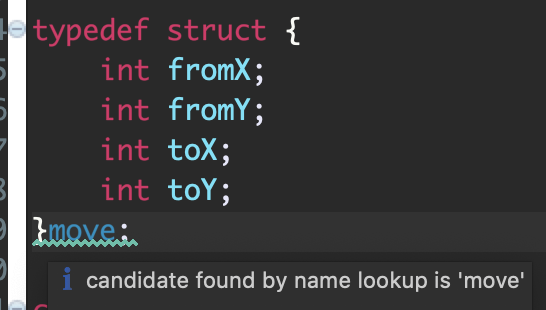 typedef struct {
int fromX;
int fromY;
int toX;
int toY;
}move;
candidate found by name lookup is 'move'